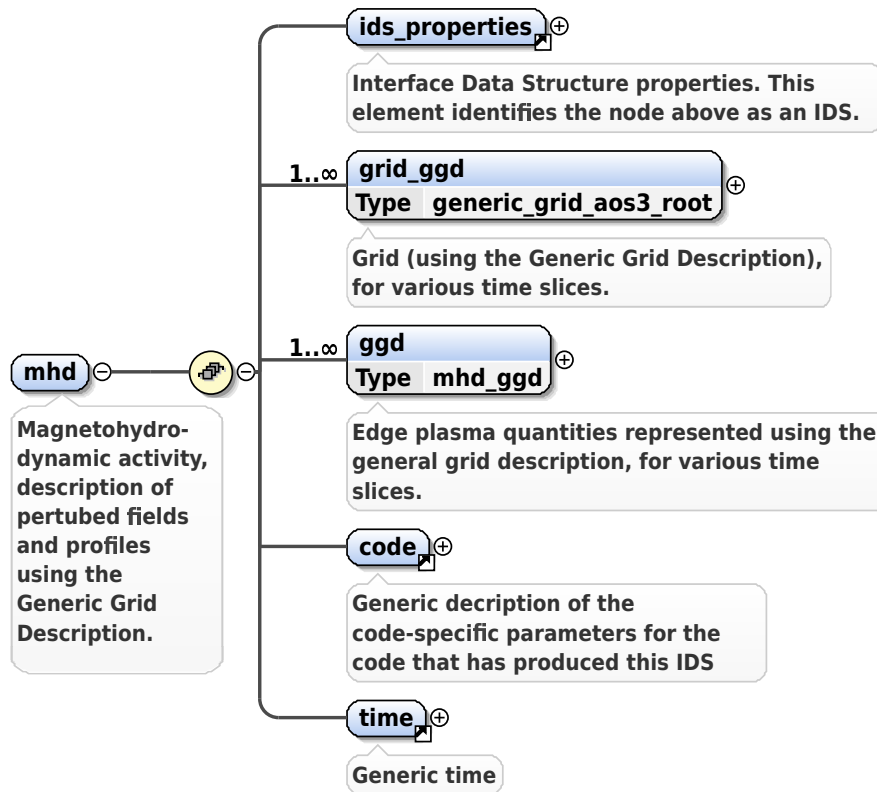 ids_properties
Interface Data Structure properties. This
element identifies the node above as an IDS.
1..∞
grid_ggd
Type generic_grid_aos3_root
Grid (using the Generic Grid Description),
for various time slices.
1..∞
ggd
Type mhd_ggd
Edge plasma quantities represented using the
general grid description, for various time
slices.
mhd
Magnetohydro-
dynamic activity,
description of
pertubed fields
and profiles
using the
Generic Grid
Description.
code
Generic decription of the
code-specific parameters for the
code that has produced this IDS
time
Generic time